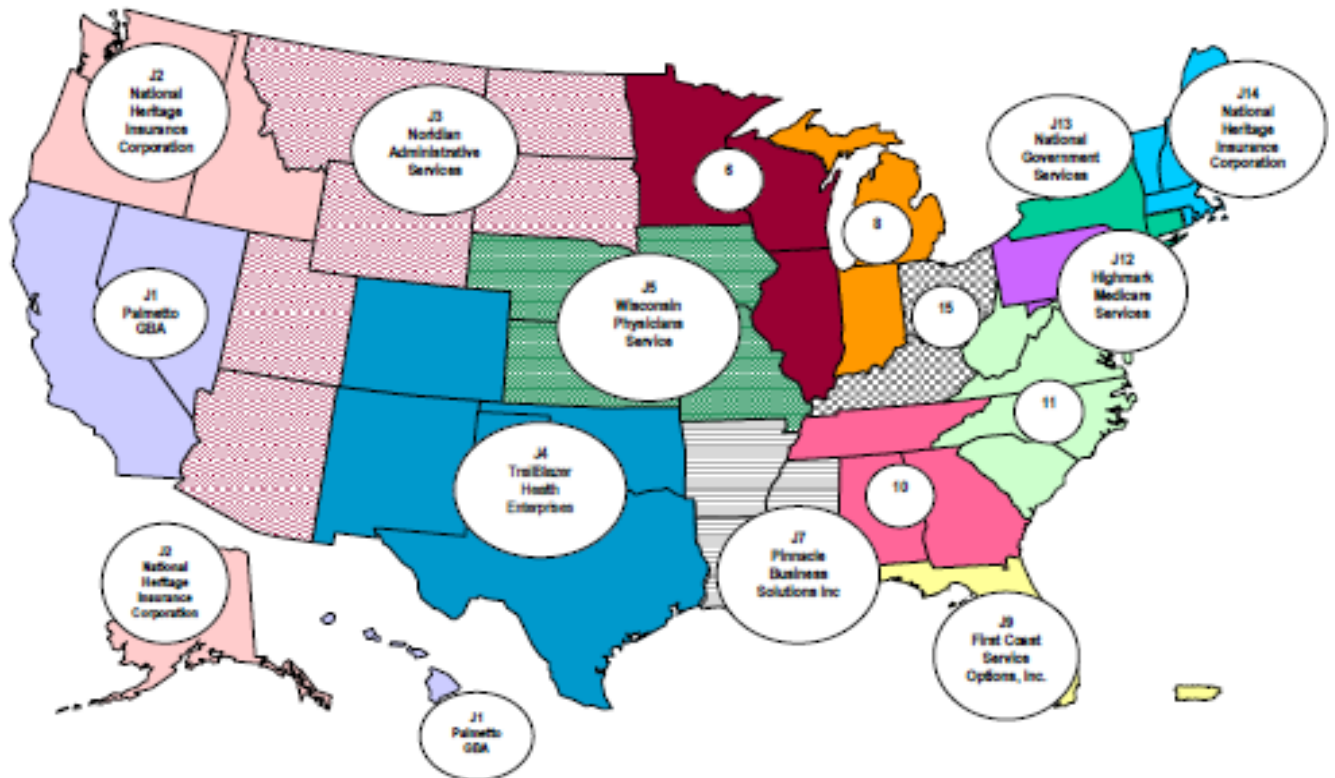 J2
National
Heritage
Insurance
Corporation
J3
Noridian
Administrative
Services
6
8
J13
National
Government
Services
J14
National
Heritage
Insurance
Corporation
J1
Palmetto
GBA
J5
Wisconsin
Physicians
Service
15
J12
Highmark
Medicare
Services
11
J4
TrailBlazer
Health
Enterprises
10
J7
Pinnacle
Business
Solutions Inc
J2
National
Heritage
Insurance
Corporation
J9
First Coast
Service
Options, Inc.
J1
Palmetto
GBA